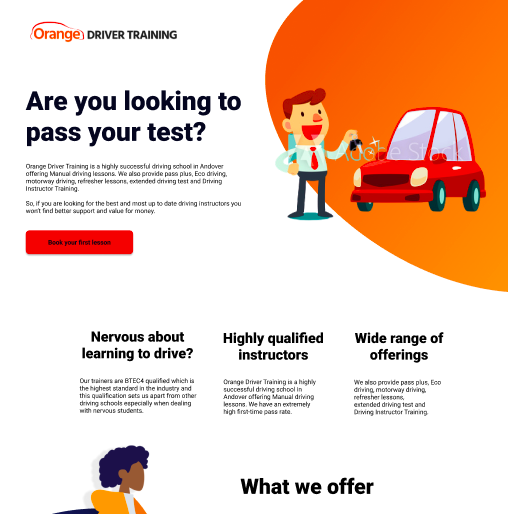 Orange DRIVER TRAINING
Are you looking to
pass your test?
Orange Driver Training is a highly successful driving school in Andover
offering Manual driving lessons. We also provide pass plus, Eco driving,
motorway driving, refresher lessons, extended driving test and Driving
Instructor Training.
So, if you are looking for the best and most up to date driving instructors you
won't find better support and value for money.
Book your first lesson
Adobe Stock
Nervous about
learning to drive?
Our trainers are BTEC4 qualified which is
the highest standard in the industry and
this qualification sets us apart from other
driving schools especially when dealing
with nervous students.
Highly qualified
instructors
Orange Driver Training is a highly
successful driving school in
Andover offering Manual driving
lessons. We have an extremely
high first-time pass rate.
Wide range of
offerings
We also provide pass plus, Eco
driving, motorway driving,
refresher lessons,
extended driving test and
Driving Instructor Training.
What we offer